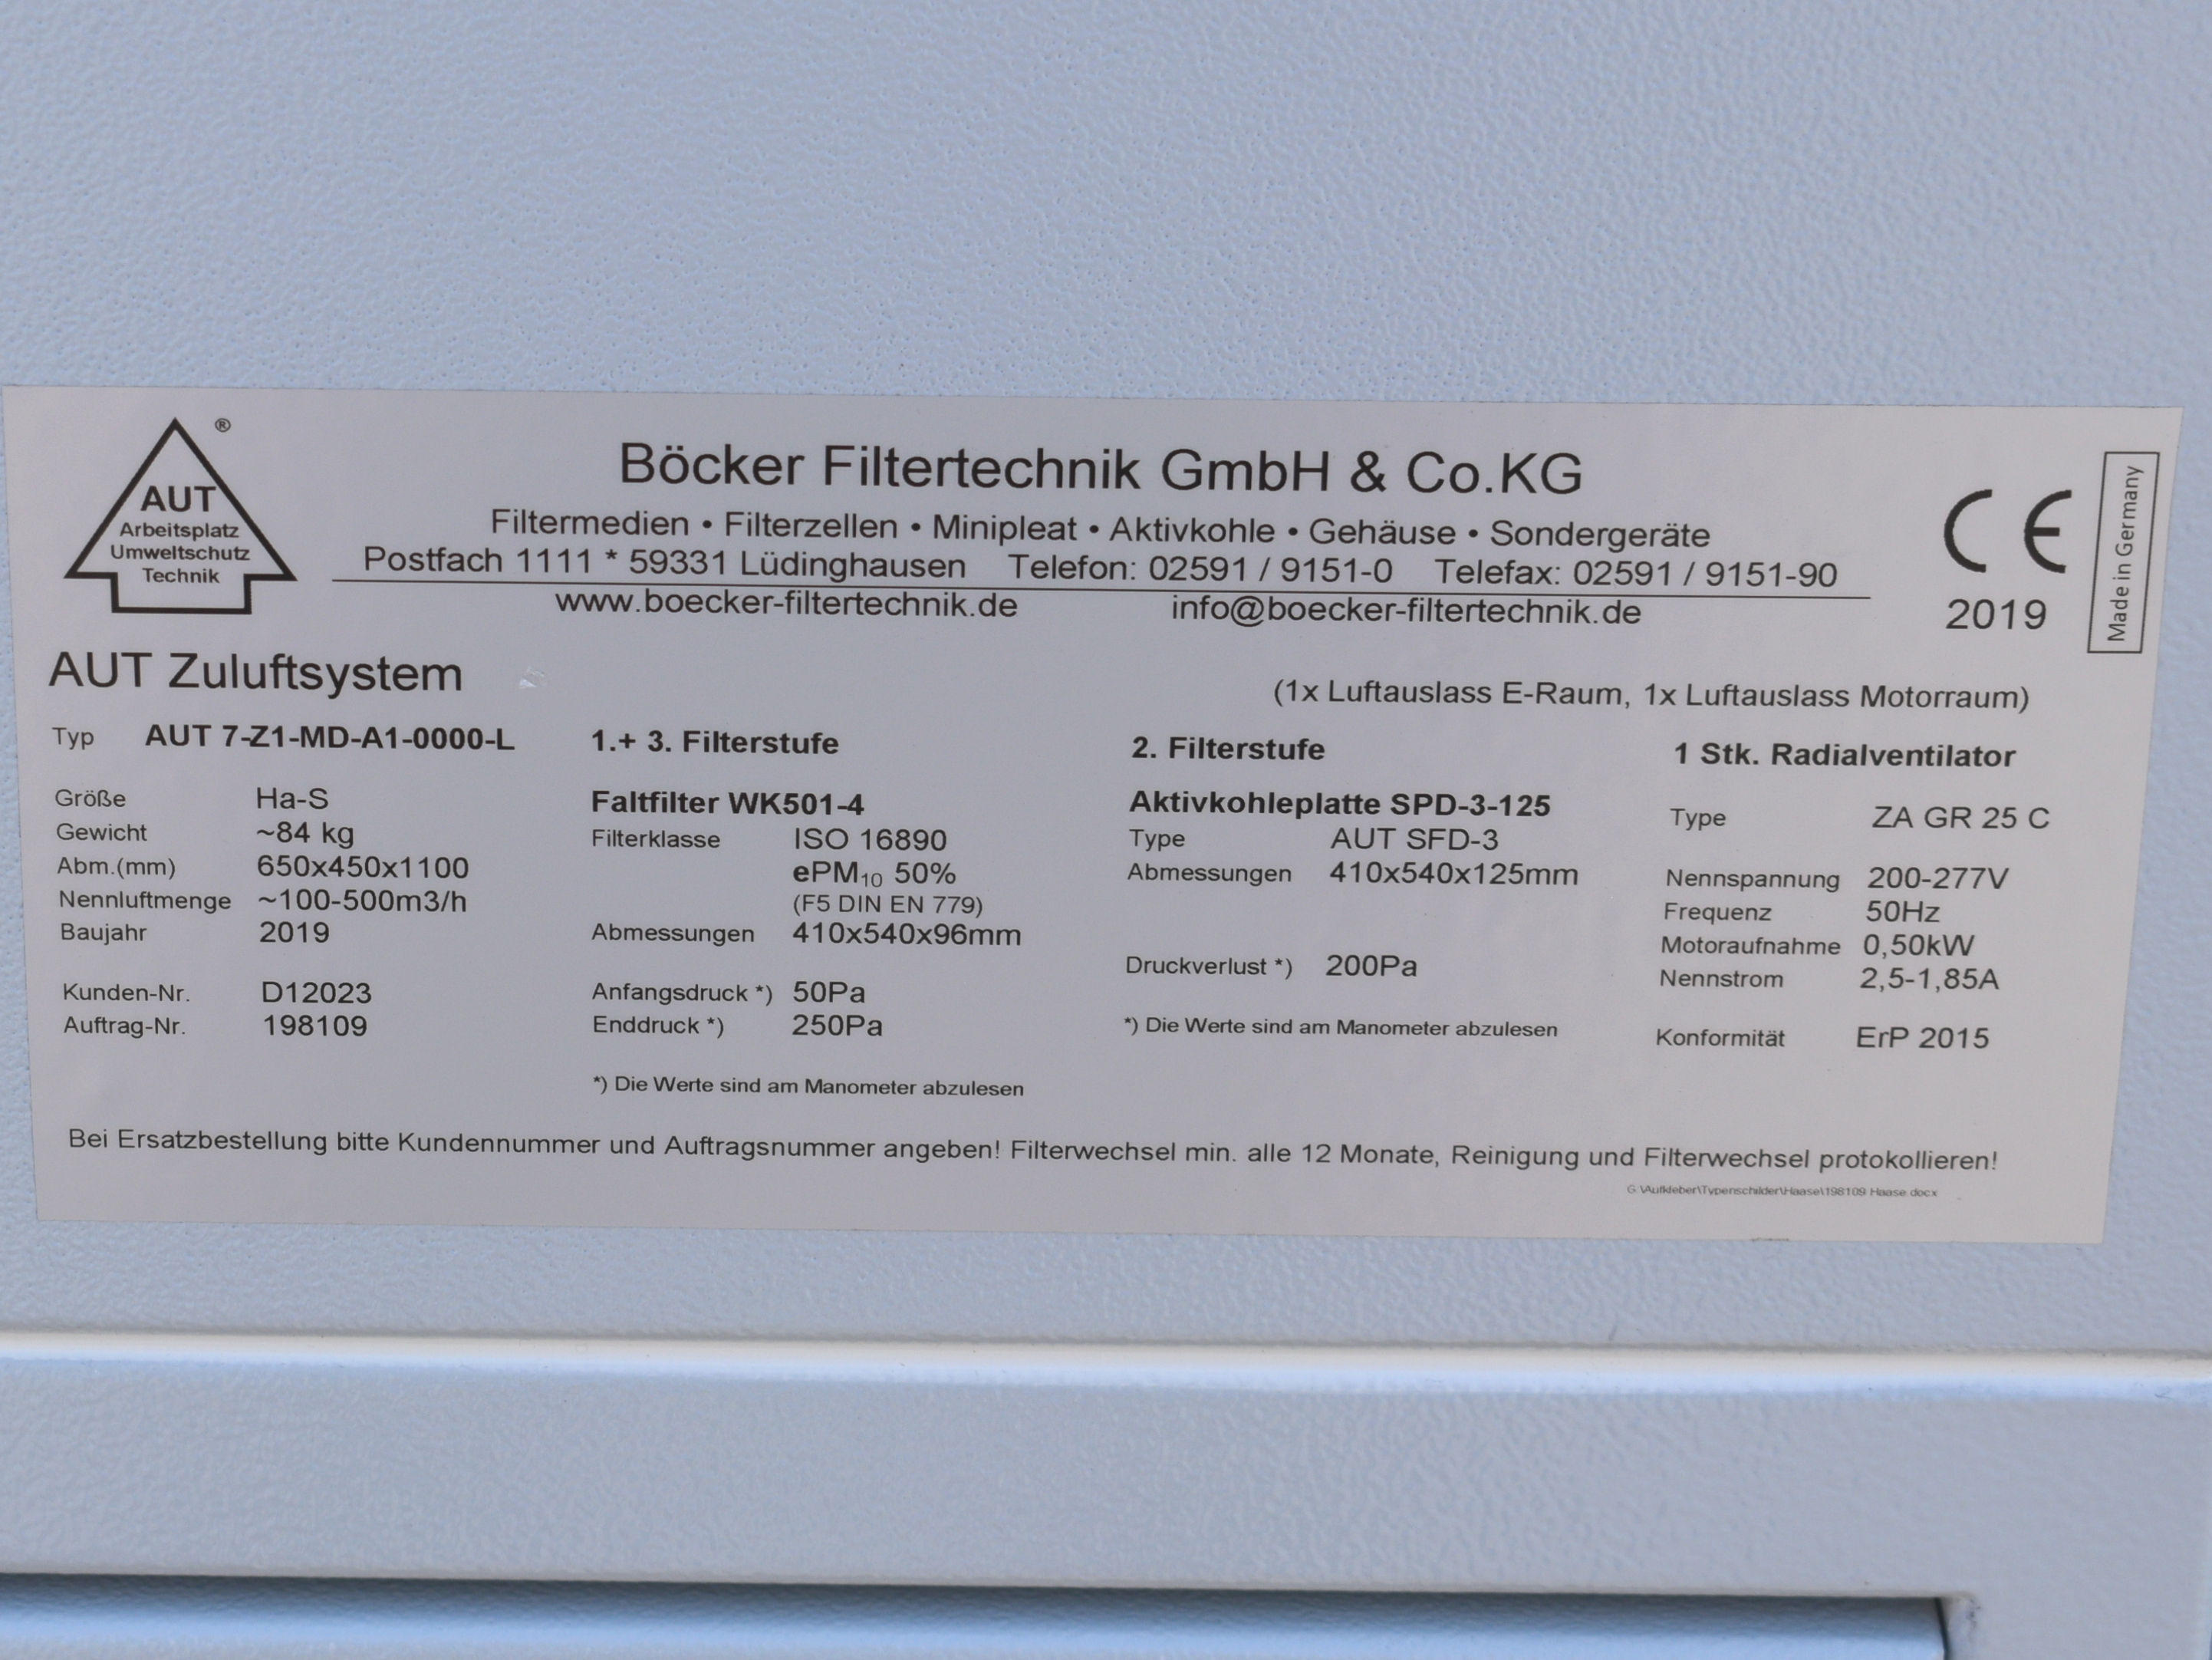 ®
AUT
Arbeitsplatz
Umweltschutz
Technik
Böcker Filtertechnik GmbH & Co.KG
Filtermedien • Filterzellen • Minipleat • Aktivkohle • Gehäuse • Sondergeräte
Postfach 1111 * 59331 Lüdinghausen Telefon: 02591 / 9151-0 Telefax: 02591 / 9151-90
www.boecker-filtertechnik.de info@boecker-filtertechnik.de
CE
2019
Made in Germany
AUT Zuluftsystem
(1x Luftauslass E-Raum, 1x Luftauslass Motorraum)
Typ AUT 7-Z1-MD-A1-0000-L
Größe Ha-S
Gewicht ~84 kg
Abm.(mm) 650x450x1100
Nennluftmenge ~100-500m3/h
Baujahr 2019
Kunden-Nr. D12023
Auftrag-Nr. 198109
1.+ 3. Filterstufe
Faltfilter WK501-4
Filterklasse ISO 16890
ePM10 50%
(F5 DIN EN 779)
Abmessungen 410x540x96mm
Anfangsdruck *) 50Pa
Enddruck *) 250Pa
*) Die Werte sind am Manometer abzulesen
2. Filterstufe
Aktivkohleplatte SPD-3-125
Type AUT SFD-3
Abmessungen 410x540x125mm
Druckverlust *) 200Pa
*) Die Werte sind am Manometer abzulesen
1 Stk. Radialventilator
Type ZA GR 25 C
Nennspannung 200-277V
Frequenz 50Hz
Motoraufnahme 0,50kW
Nennstrom 2,5-1,85A
Konformität ErP 2015
Bei Ersatzbestellung bitte Kundennummer und Auftragsnummer angeben! Filterwechsel min. alle 12 Monate, Reinigung und Filterwechsel protokollieren!
G:\Aufkleber\Typenschilder\Haase\198109 Haase.docx